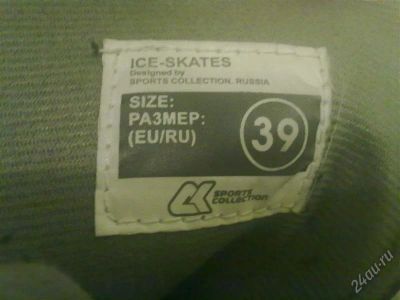 ICE-SKATES
Designed by
SPORTS COLLECTION. RUSSIA
SIZE:
РАЗМЕР:
(EU/RU)
39
SPORTS
COLLECTION
24au.ru